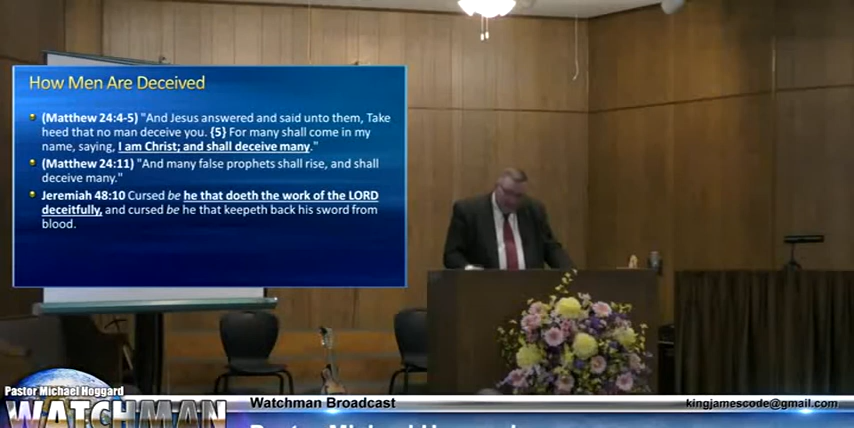 How Men Are Deceived
(Matthew 24:4-5) "And Jesus answered and said unto them, Take
heed that no man deceive you. {5} For many shall come in my
name, saying, I am Christ; and shall deceive many."
(Matthew 24:11) "And many false prophets shall rise, and shall
deceive many."
Jeremiah 48:10 Cursed be he that doeth the work of the LORD
deceitfully, and cursed be he that keepeth back his sword from
blood.
Pastor Michael Hoggard
WATCHMAN
Watchman Broadcast
kingjamescode@gmail.com
Pastor Michael Hoggard